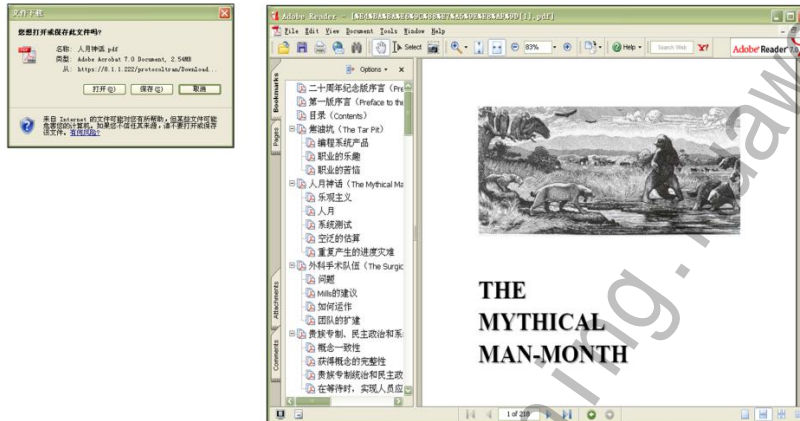 文件下载
您想打开或保存此文件吗?
名称: 人月神话.pdf
类型: Adobe Acrobat 7.0 Document, 2.54MB
从: https://8.1.1.222/protocoltran/Download...
打开(O) 保存(S) 取消
来自 Internet 的文件可能对您有所帮助,但某些文件可能
危害您的计算机。如果您不信任其来源,请不要打开或保存
该文件。有何风险?
Adobe Reader
File Edit View Document Tools Window Help
Select 83% Help Search Web Y! Adobe Reader 7.0
Options x
Bookmarks
Pages
Attachments
Comments
二十周年纪念版序言 (Pre
第一版序言 (Preface to the
目录 (Contents)
焦油坑 (The Tar Pit)
编程系统产品
职业的乐趣
职业的苦恼
人月神话 (The Mythical Ma
乐观主义
人月
系统测试
空泛的估算
重复产生的进度灾难
外科手术队伍 (The Surgic
问题
Mills的建议
如何运作
团队的扩建
贵族专制、民主政治和系
概念一致性
获得概念的完整性
贵族专制统治和民主政
在等待时,实现人员应
THE
MYTHICAL
MAN-MONTH
1 of 218